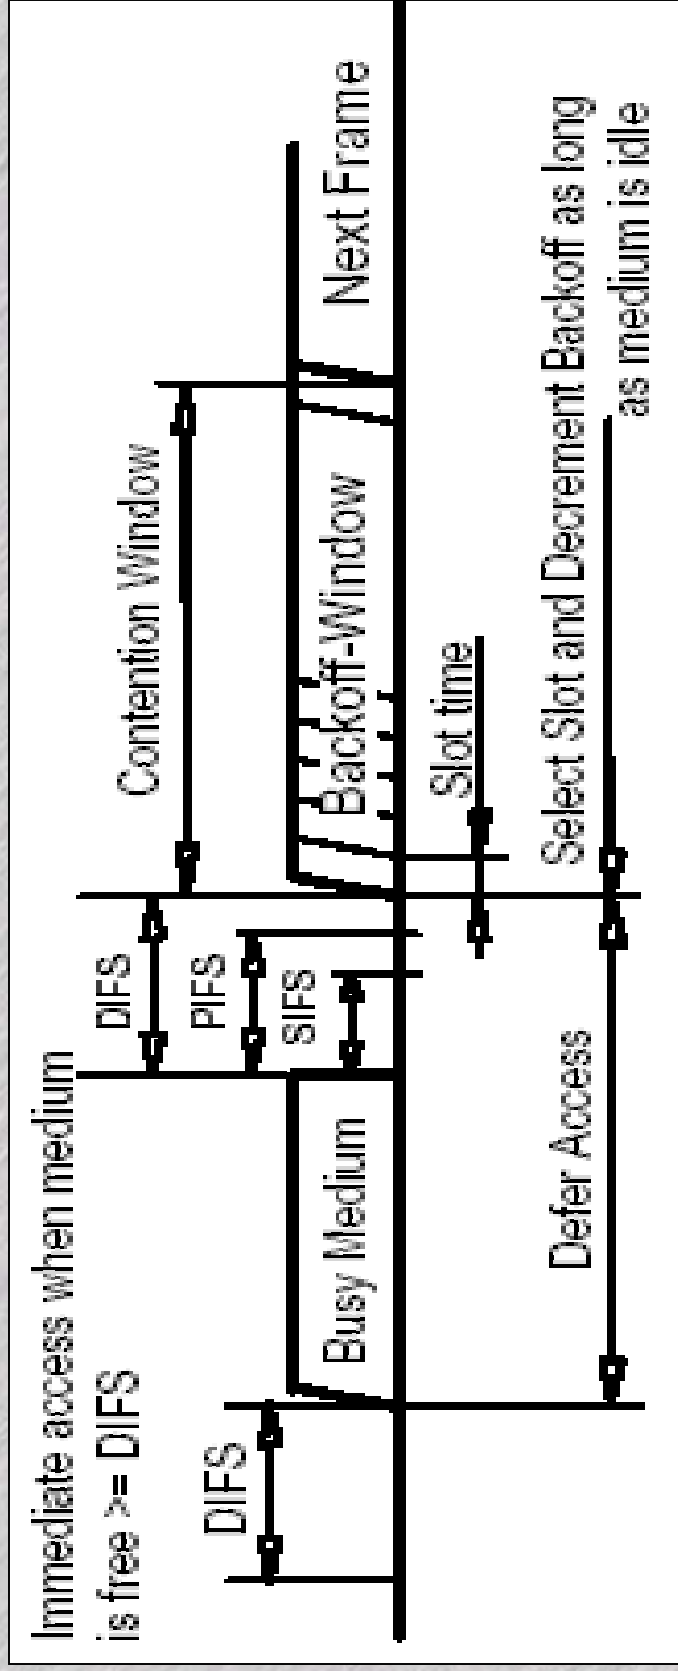 Immediate access when medium
is free >= DIFS
DIFS
DIFS
PIFS
SIFS
Contention Window
Busy Medium
Backoff-Window
Next Frame
Slot time
Defer Access
Select Slot and Decrement Backoff as long
as medium is idle